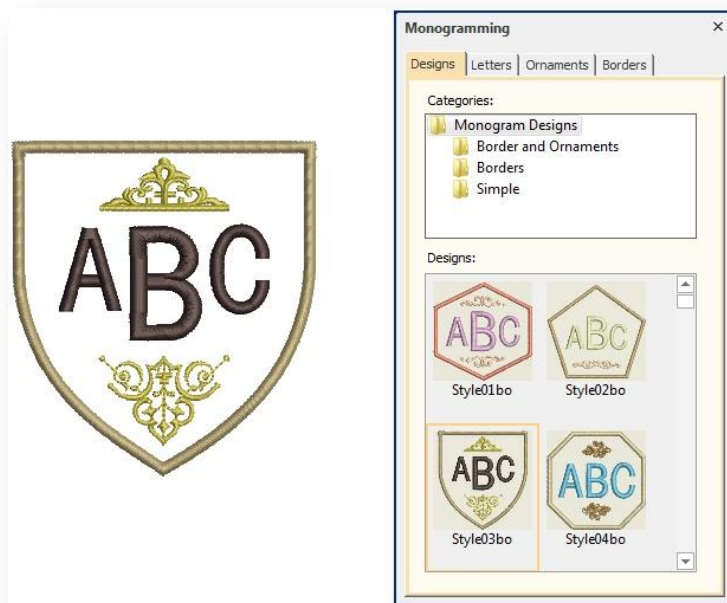 ABC
Monogramming
Designs
Letters
Ornaments
Borders
Categories:
Monogram Designs
Border and Ornaments
Borders
Simple
Designs:
ABC
ABC
Style01bo
Style02bo
ABC
ABC
Style03bo
Style04bo